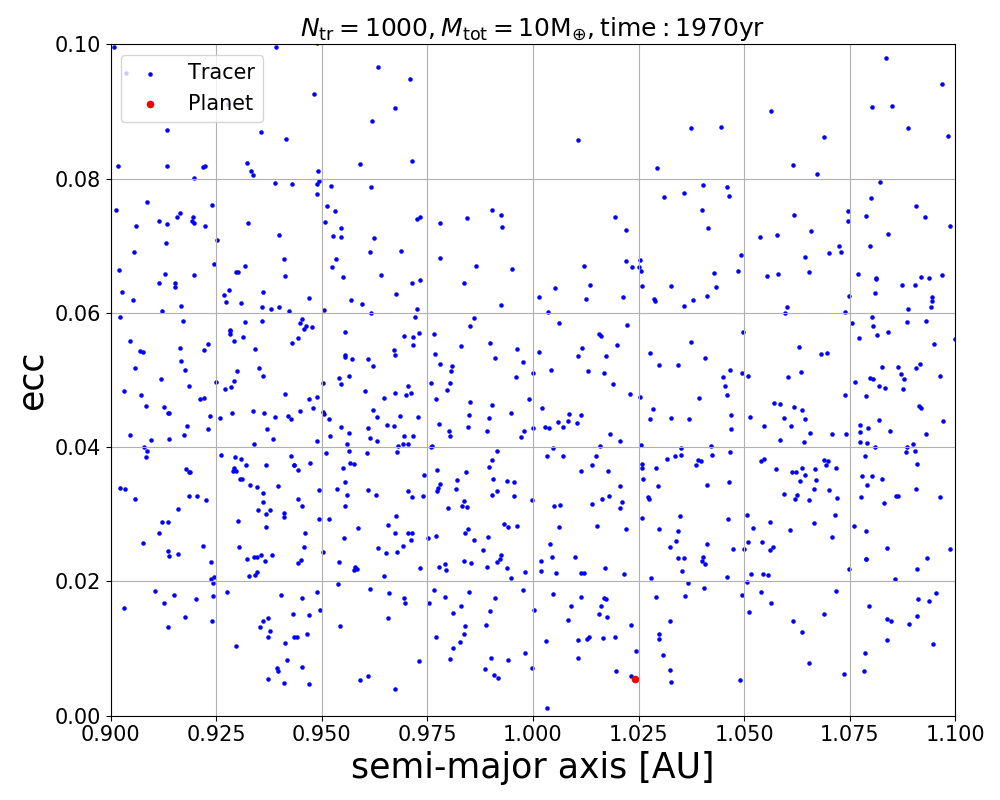 N_tr = 1000, M_tot = 10M_⊕, time : 1970yr
0.10
Tracer
Planet
0.08
0.06
ecc
0.04
0.02
0.00
0.900 0.925 0.950 0.975 1.000 1.025 1.050 1.075 1.100
semi-major axis [AU]